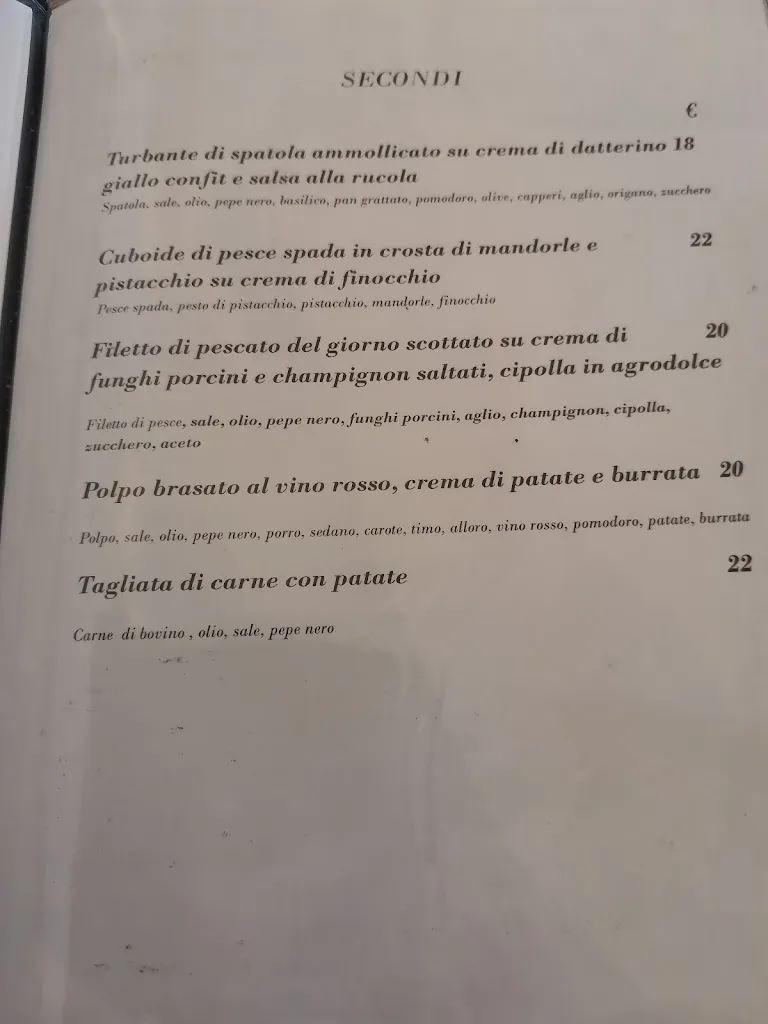 SECONDI
€
Turbante di spatola ammollicato su crema di datterino 18
giallo confit e salsa alla rucola
Spatola, sale, olio, pepe nero, basilico, pan grattato, pomodoro, olive, capperi, aglio, origano, zucchero
Cuboide di pesce spada in crosta di mandorle e 22
pistacchio su crema di finocchio
Pesce spada, pesto di pistacchio, pistacchio, mandorle, finocchio
Filetto di pescato del giorno scottato su crema di 20
funghi porcini e champignon saltati, cipolla in agrodolce
Filetto di pesce, sale, olio, pepe nero, funghi porcini, aglio, champignon, cipolla,
zucchero, aceto
Polpo brasato al vino rosso, crema di patate e burrata 20
Polpo, sale, olio, pepe nero, porro, sedano, carote, timo, alloro, vino rosso, pomodoro, patate, burrata
Tagliata di carne con patate 22
Carne di bovino , olio, sale, pepe nero